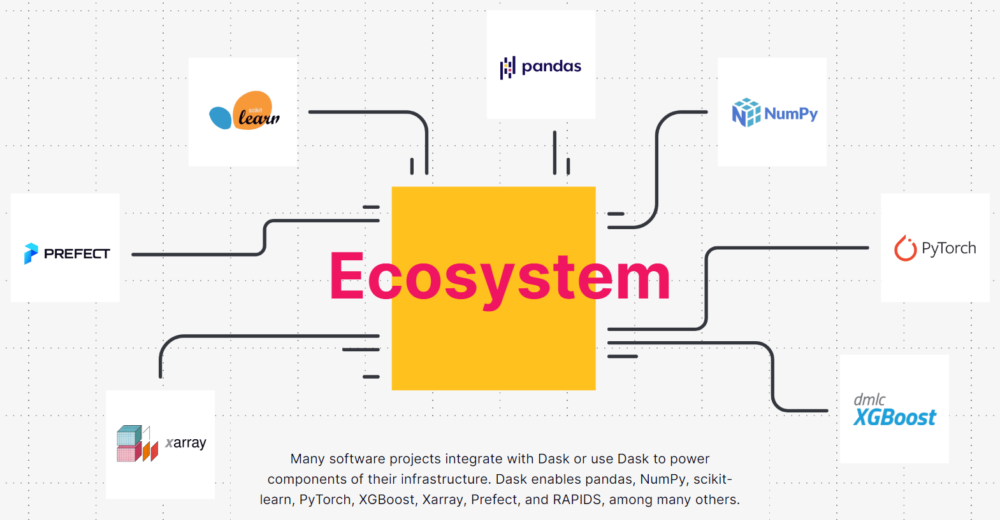 pandas
scikit
learn
NumPy
PREFECT
PyTorch
Ecosystem
dmlc
XGBoost
xarray
Many software projects integrate with Dask or use Dask to power
components of their infrastructure. Dask enables pandas, NumPy, scikit-
learn, PyTorch, XGBoost, Xarray, Prefect, and RAPIDS, among many others.